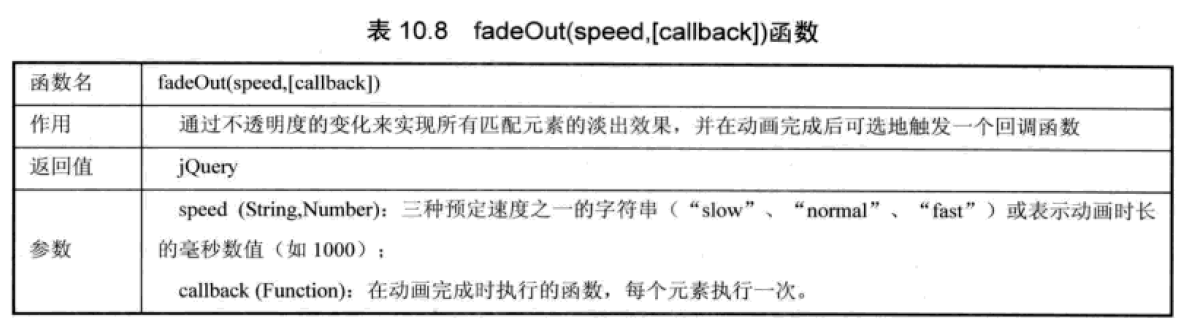 表 10.8 fadeOut(speed,[callback])函数
函数名 fadeOut(speed,[callback])
作用 通过不透明度的变化来实现所有匹配元素的淡出效果，并在动画完成后可选地触发一个回调函数
返回值 jQuery
speed (String,Number)：三种预定速度之一的字符串（“slow”、“normal”、“fast”）或表示动画时长
参数 的毫秒数值（如 1000）；
callback (Function)：在动画完成时执行的函数，每个元素执行一次。